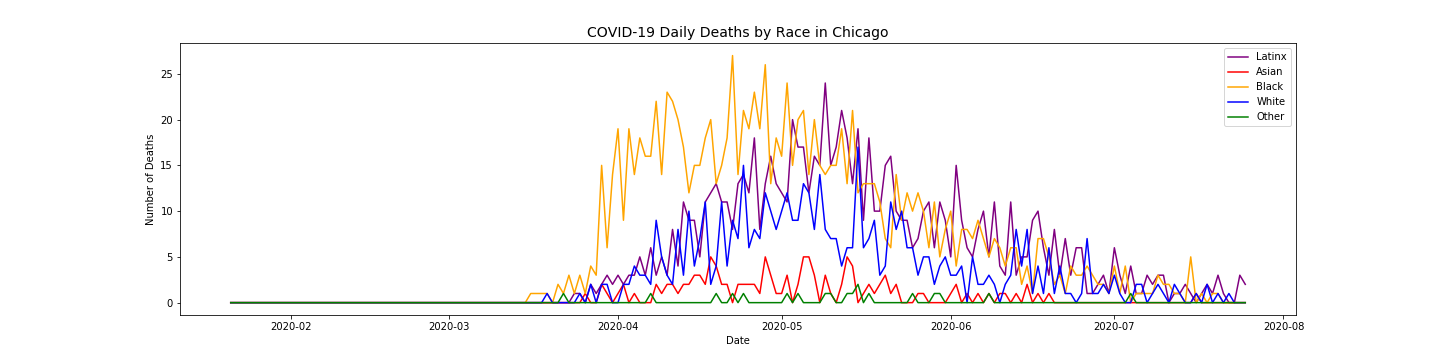 COVID-19 Daily Deaths by Race in Chicago
Number of Deaths
25
20
15
10
5
0
Latinx
Asian
Black
White
Other
2020-02
2020-03
2020-04
2020-05
2020-06
2020-07
2020-08
Date